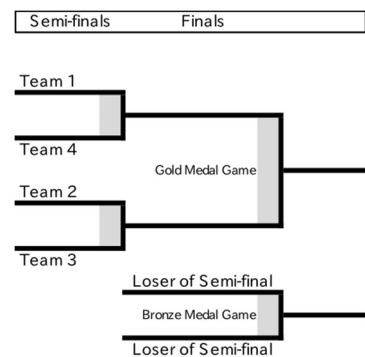 Semi-finals Finals
Team 1
Team 4
Gold Medal Game
Team 2
Team 3
Loser of Semi-final
Bronze Medal Game
Loser of Semi-final